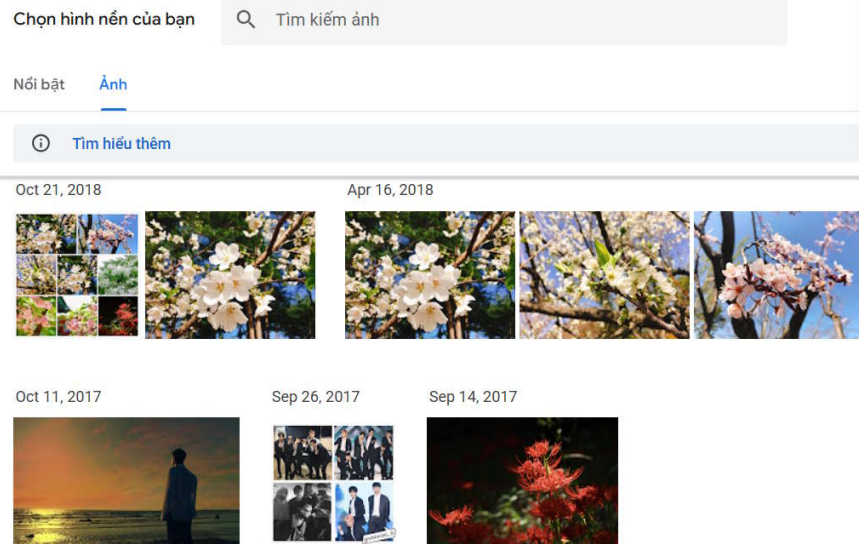 Chọn hình nền của bạn
Tìm kiếm ảnh
Nổi bật
Ảnh
Tìm hiểu thêm
Oct 21, 2018
Apr 16, 2018
Oct 11, 2017
Sep 26, 2017
Sep 14, 2017